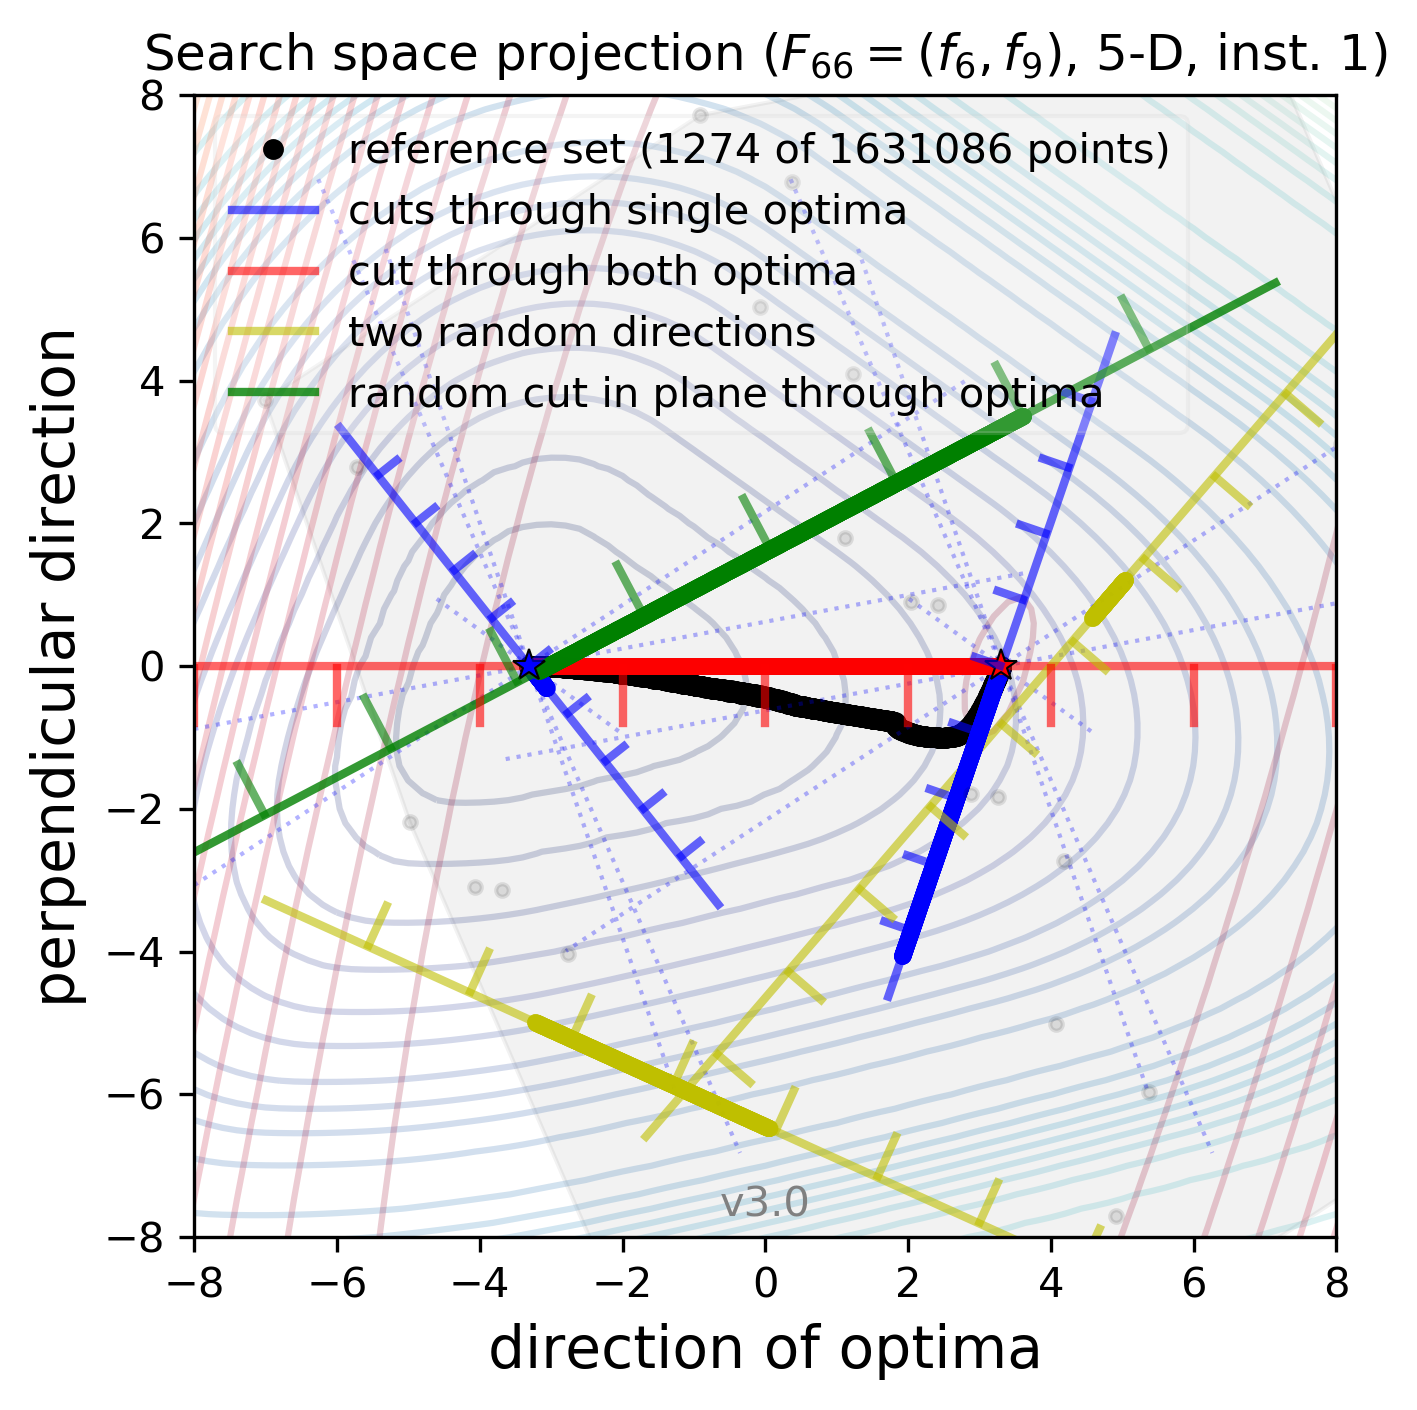 Search space projection (F₆₆ = (f₆, f₉), 5-D, inst. 1)
reference set (1274 of 1631086 points)
cuts through single optima
cut through both optima
two random directions
random cut in plane through optima
8
6
4
2
0
−2
−4
−6
−8
perpendicular direction
v3.0
−8 −6 −4 −2 0 2 4 6 8
direction of optima